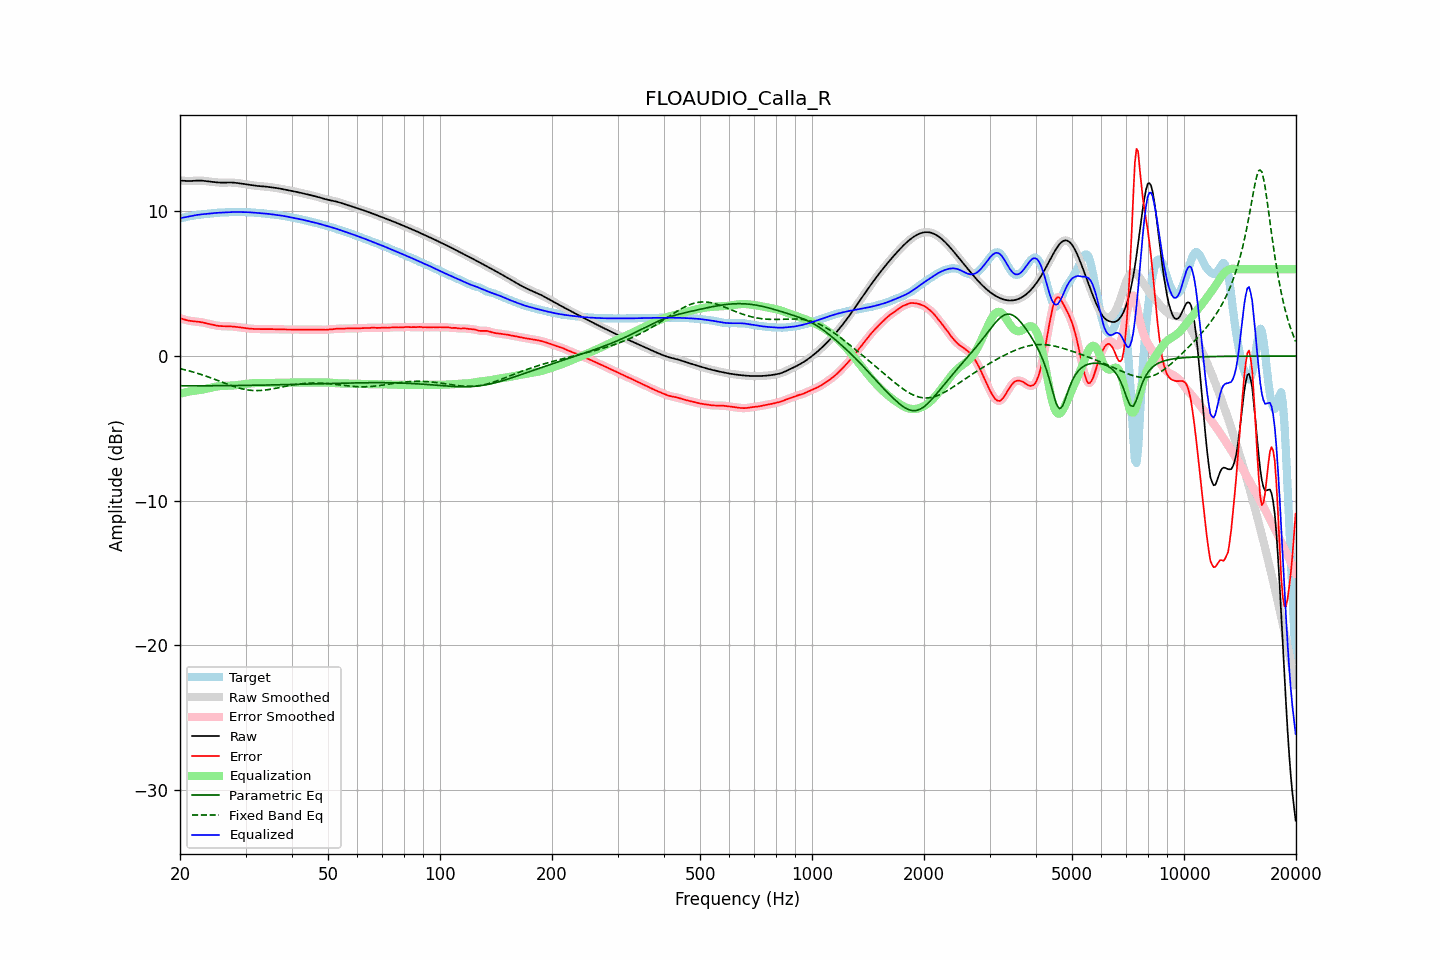 FLOAUDIO_Calla_R
Amplitude (dBr)
10
0
−10
−20
−30
Target
Raw Smoothed
Error Smoothed
Raw
Error
Equalization
Parametric Eq
Fixed Band Eq
Equalized
20 50 100 200 500 1000 2000 5000 10000 20000
Frequency (Hz)